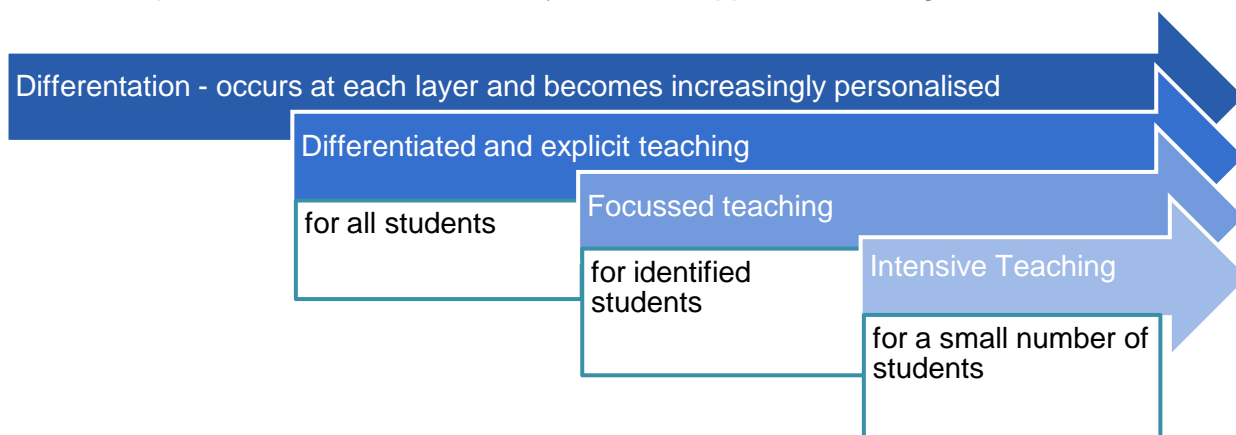 Differentation - occurs at each layer and becomes increasingly personalised
Differentiated and explicit teaching
for all students
Focussed teaching
for identified
students
Intensive Teaching
for a small number of
students